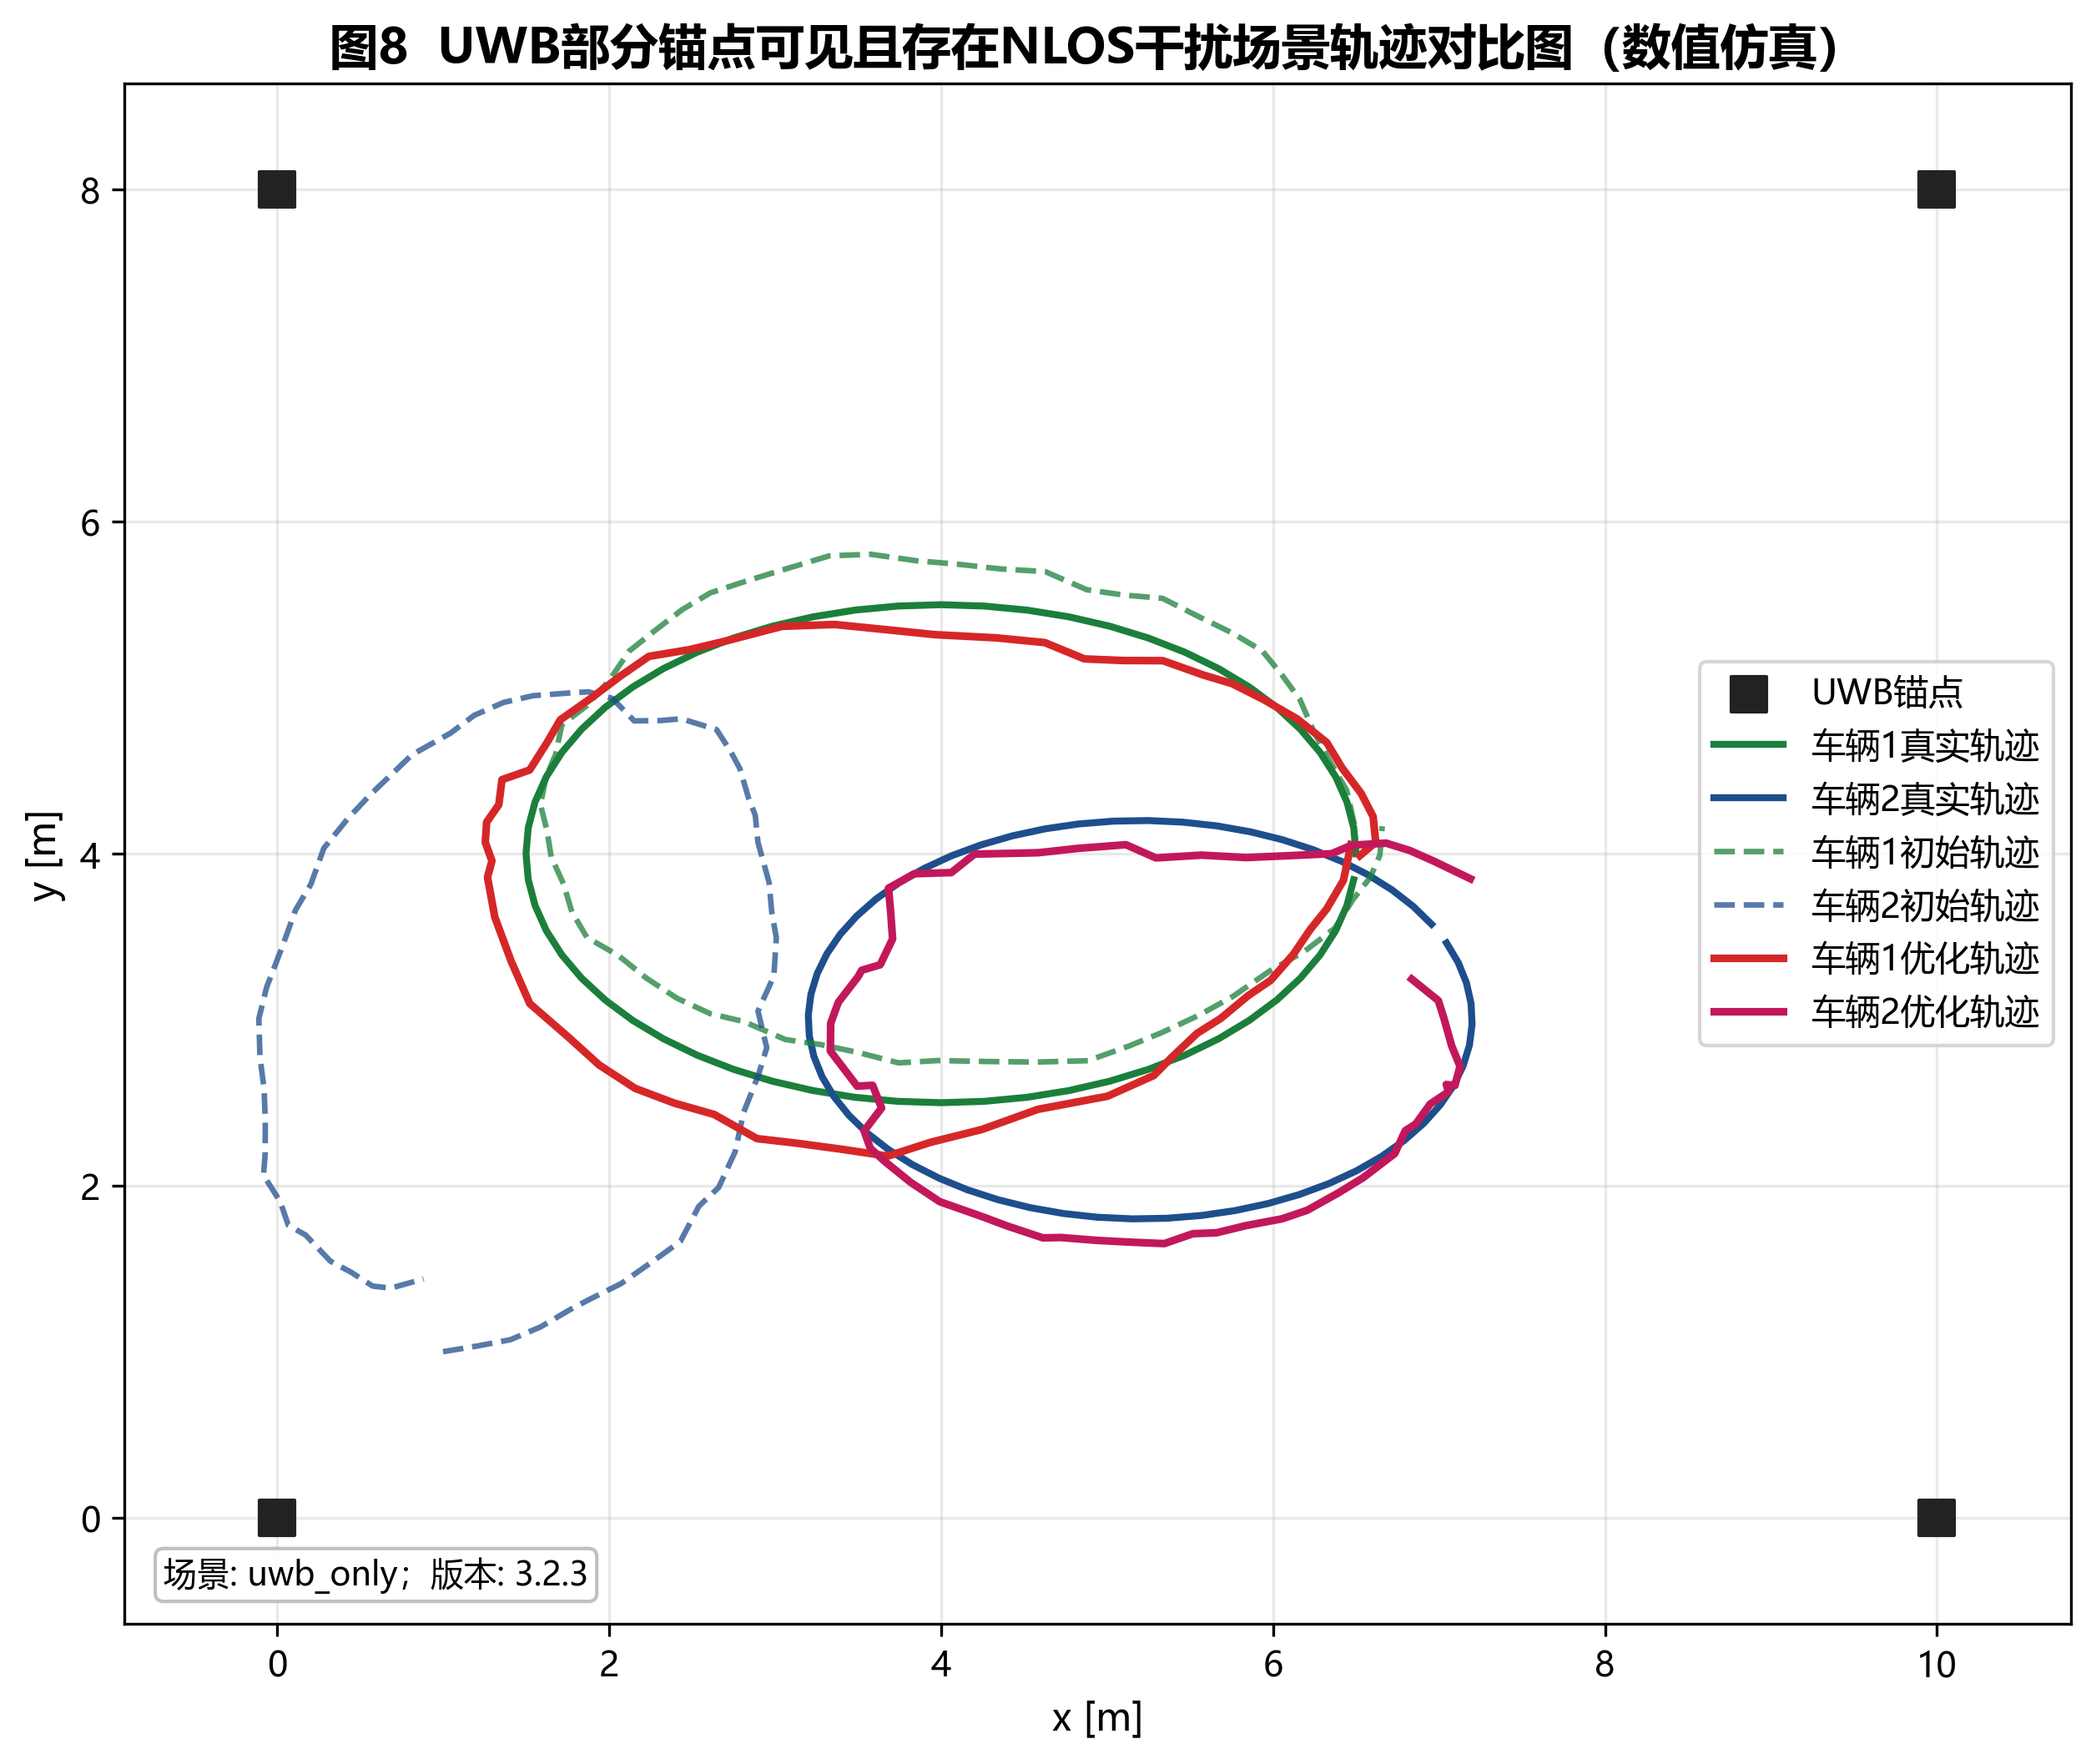 图8 UWB部分锚点可见且存在NLOS干扰场景轨迹对比图（数值仿真）
8
6
4
2
0
y [m]
UWB锚点
车辆1真实轨迹
车辆2真实轨迹
车辆1初始轨迹
车辆2初始轨迹
车辆1优化轨迹
车辆2优化轨迹
场景: uwb_only；版本: 3.2.3
0 2 4 6 8 10
x [m]